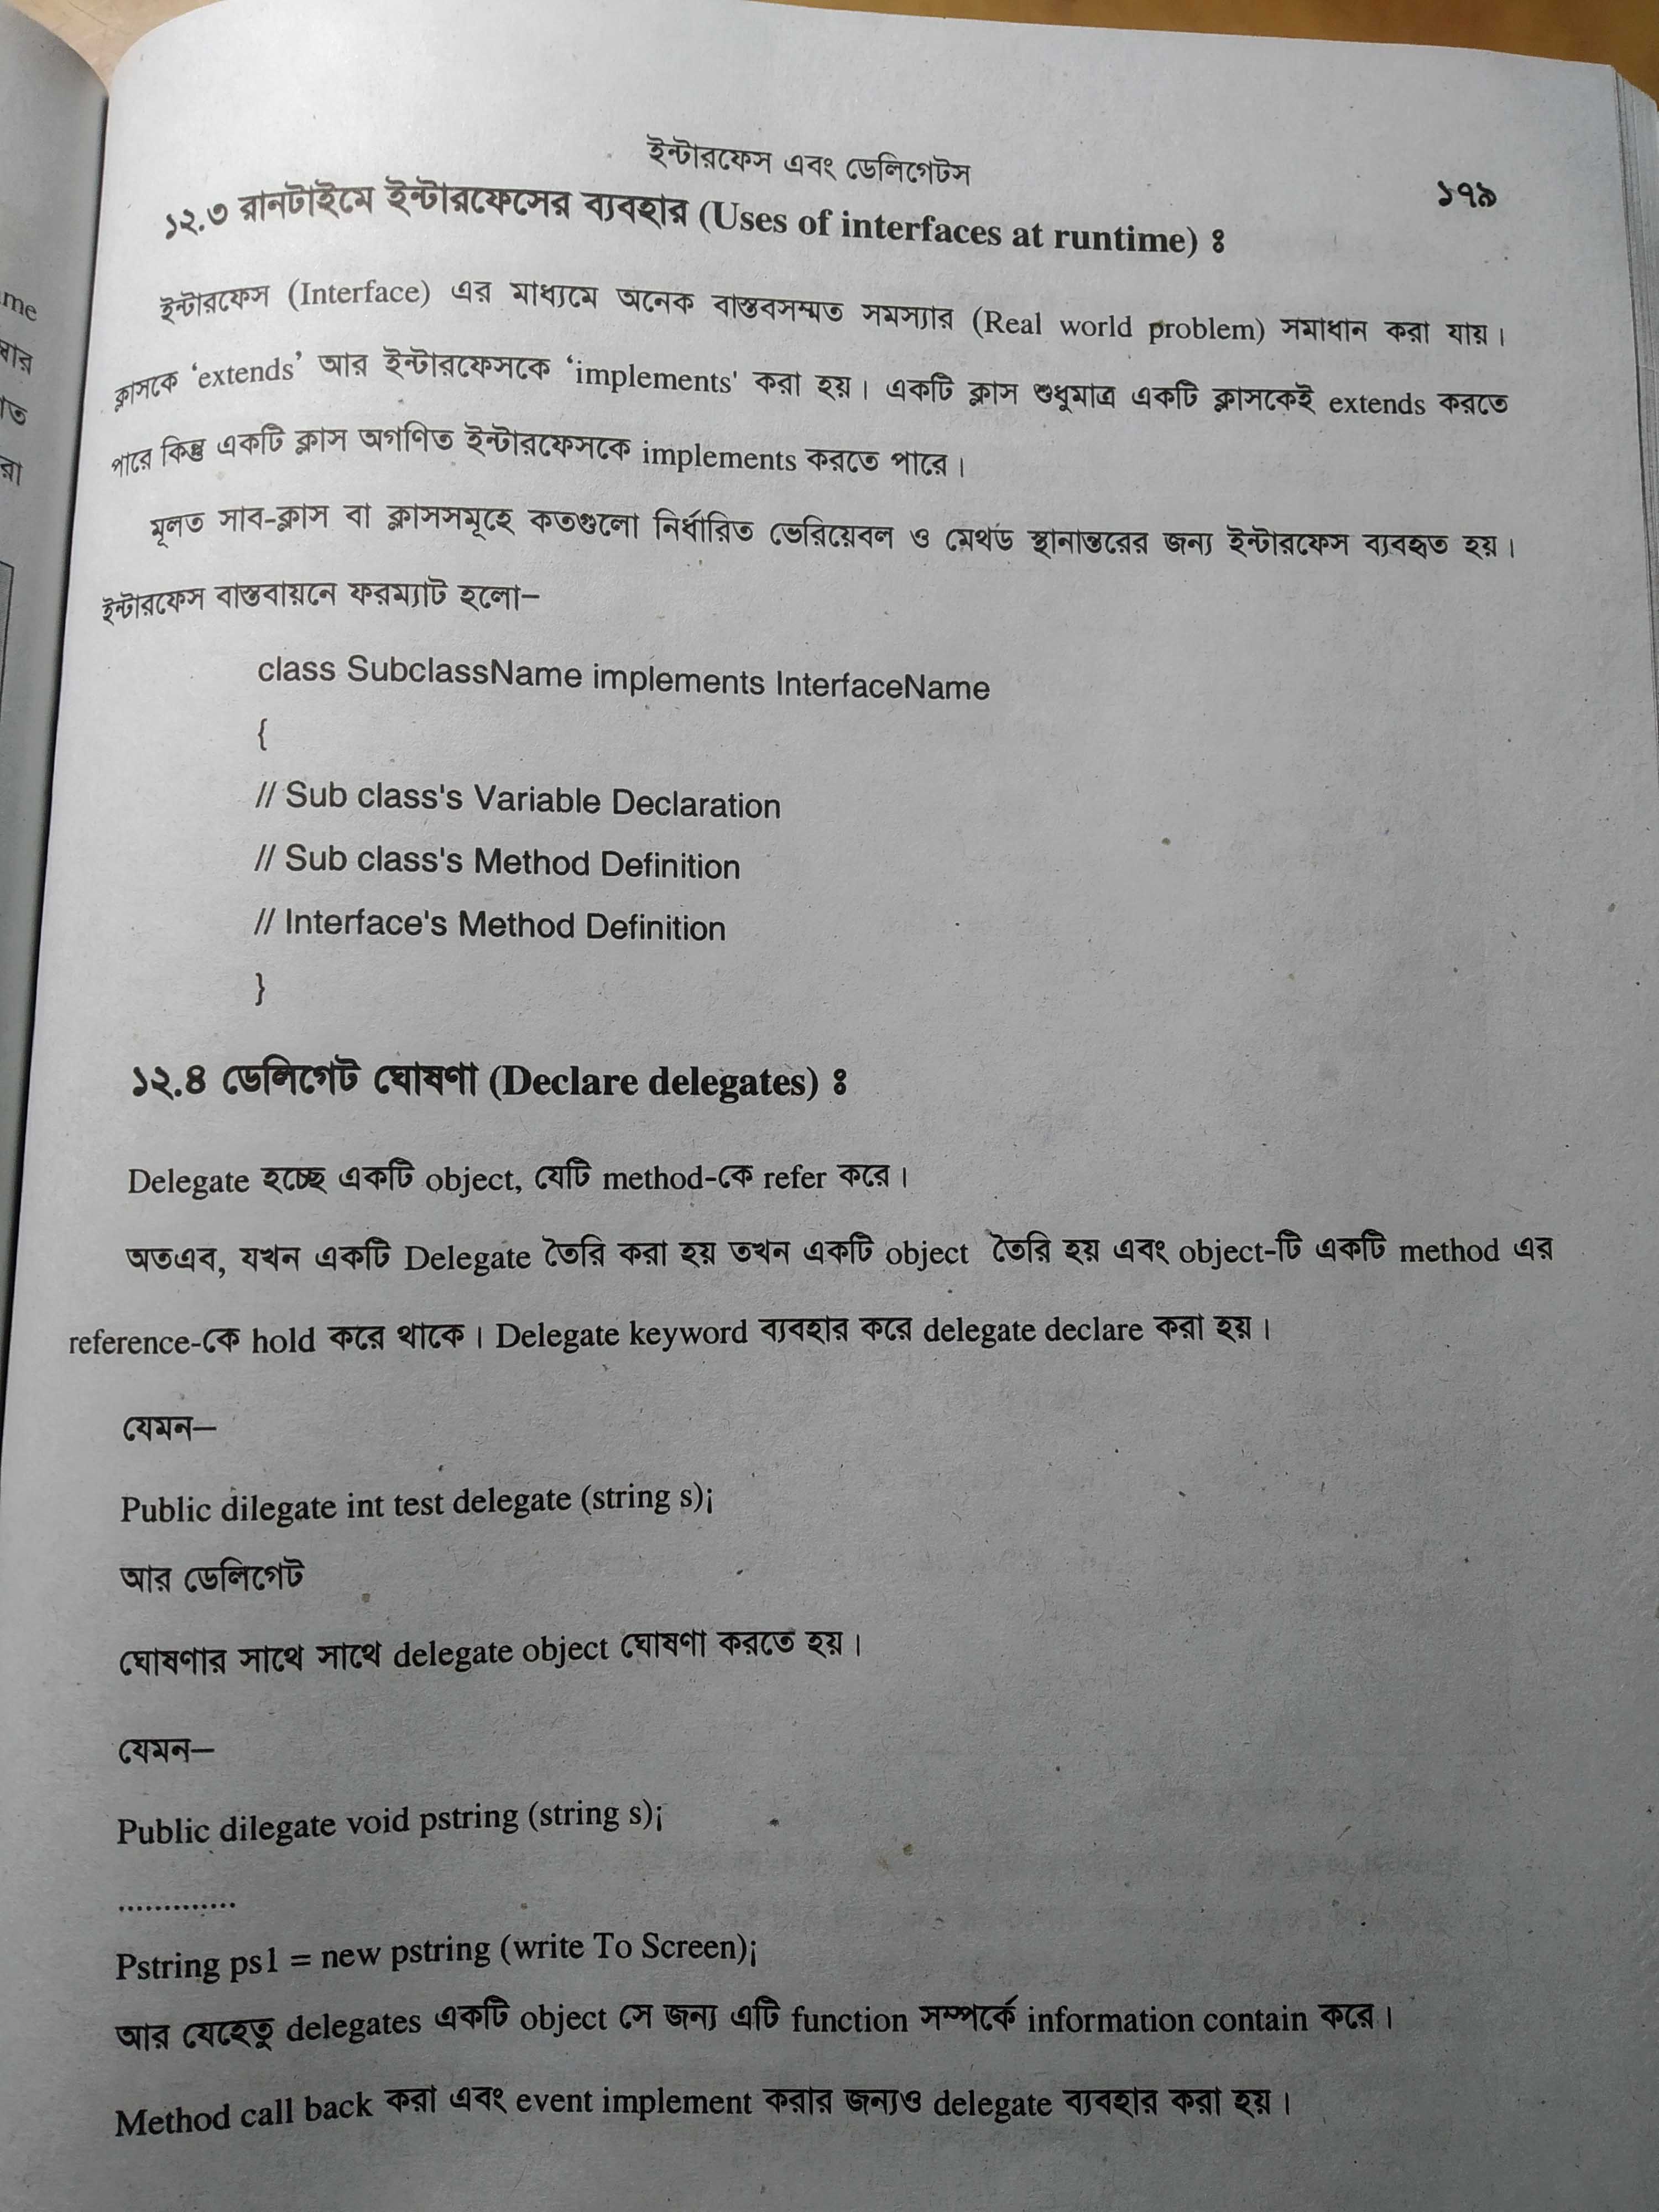 ইন্টারফেস এবং ডেলিগেটস
১৭৯
১২.৩ রানটাইমে ইন্টারফেসের ব্যবহার (Uses of interfaces at runtime) ঃ
ইন্টারফেস (Interface) এর মাধ্যমে অনেক বাস্তবসম্মত সমস্যার (Real world problem) সমাধান করা যায়।
ক্লাসকে ‘extends’ আর ইন্টারফেসকে ‘implements' করা হয়। একটি ক্লাস শুধুমাত্র একটি ক্লাসকেই extends করতে
পারে কিন্তু একটি ক্লাস অগণিত ইন্টারফেসকে implements করতে পারে।
মূলত সাব-ক্লাস বা ক্লাসসমূহে কতগুলো নির্ধারিত ভেরিয়েবল ও মেথড স্থানান্তরের জন্য ইন্টারফেস ব্যবহৃত হয়।
ইন্টারফেস বাস্তবায়নে ফরম্যাট হলো–
class SubclassName implements InterfaceName
{
// Sub class's Variable Declaration
// Sub class's Method Definition
// Interface's Method Definition
}
১২.৪ ডেলিগেট ঘোষণা (Declare delegates) ঃ
Delegate হচ্ছে একটি object, যেটি method-কে refer করে।
অতএব, যখন একটি Delegate তৈরি করা হয় তখন একটি object তৈরি হয় এবং object-টি একটি method এর
reference-কে hold করে থাকে। Delegate keyword ব্যবহার করে delegate declare করা হয়।
যেমন–
Public dilegate int test delegate (string s)¡
আর ডেলিগেট
ঘোষণার সাথে সাথে delegate object ঘোষণা করতে হয়।
যেমন–
Public dilegate void pstring (string s)¡
.............
Pstring ps1 = new pstring (write To Screen)¡
আর যেহেতু delegates একটি object সে জন্য এটি function সম্পর্কে information contain করে।
Method call back করা এবং event implement করার জন্যও delegate ব্যবহার করা হয়।
me
রা